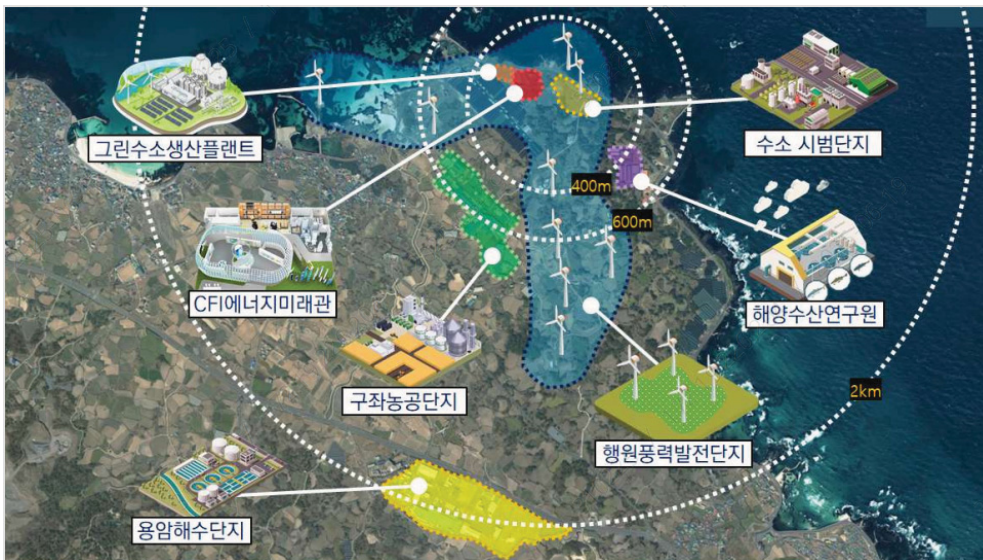 그린수소생산플랜트
수소 시범단지
400m
600m
CFI에너지미래관
해양수산연구원
구좌농공단지
2km
행원풍력발전단지
용암해수단지